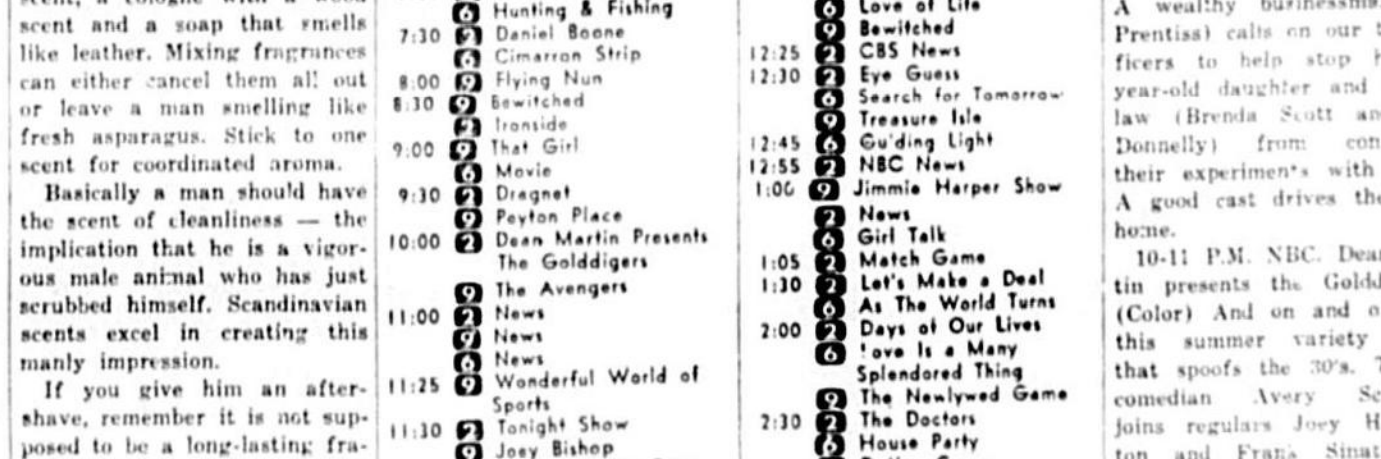 scent and a soap that smells
like leather. Mixing fragrances
can either cancel them all out
or leave a man smelling like
fresh asparagus. Stick to one
scent for coordinated aroma.
Basically a man should have
the scent of cleanliness — the
implication that he is a vigor-
ous male animal who has just
scrubbed himself. Scandinavian
scents excel in creating this
manly impression.
If you give him an after-
shave, remember it is not sup-
posed to be a long-lasting fra-
6 Hunting & Fishing
7:30 2 Daniel Boone
6 Cimarron Strip
8:00 9 Flying Nun
8:30 9 Bewitched
2 Ironside
9:00 9 That Girl
6 Movie
9:30 2 Dragnet
9 Peyton Place
10:00 2 Dean Martin Presents
The Golddigers
9 The Avengers
11:00 2 News
9 News
6 News
11:25 9 Wonderful World of
Sports
11:30 2 Tonight Show
9 Joey Bishop
6 Love of Life
9 Bewitched
12:25 2 CBS News
12:30 2 Eye Guess
6 Search for Tomorrow
9 Treasure Isle
12:45 6 Guiding Light
12:55 2 NBC News
1:00 9 Jimmie Harper Show
2 News
6 Girl Talk
1:05 2 Match Game
1:30 2 Let's Make a Deal
6 As The World Turns
2:00 2 Days of Our Lives
6 Love Is a Many
Splendored Thing
9 The Newlywed Game
2:30 2 The Doctors
6 House Party
A wealthy businessma
Prentiss) calls on our
ficers to help stop
year-old daughter and
law (Brenda Scott an
Donnelly) from con
their experiments with
A good cast drives the
home.
10-11 P.M. NBC. Dean
tin presents the Goldd
(Color) And on and o
this summer variety
that spoofs the 30's.
comedian Avery Sc
joins regulars Joey H
ton and Frank Sinat